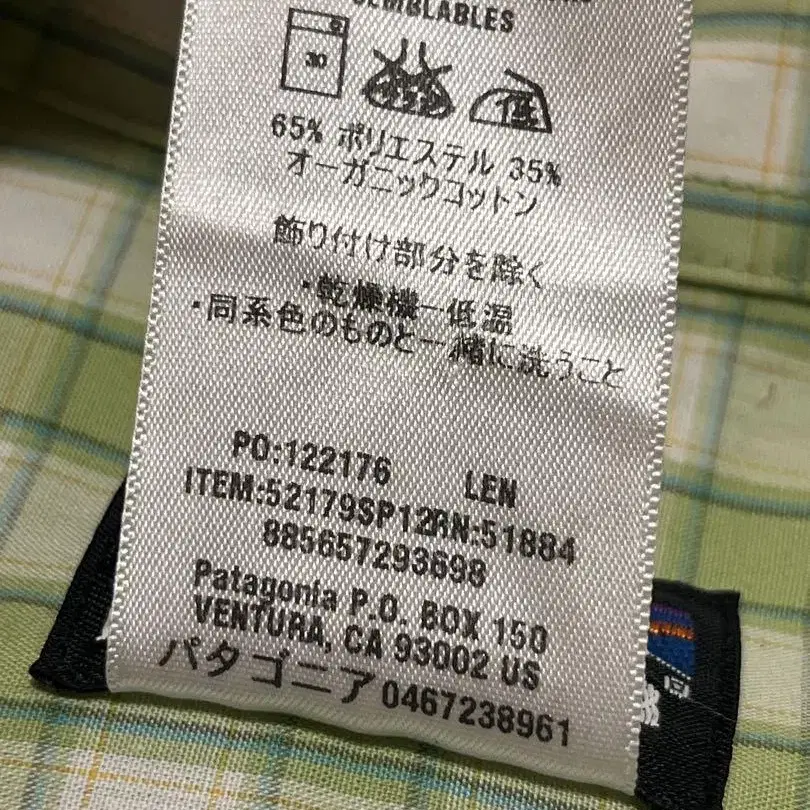 SEMBLABLES
30
低
65% ポリエステル 35%
オーガニックコットン
飾り付け部分を除く
・乾燥機一低温
・同系色のものと一緒に洗うこと
PO:122176 LEN
ITEM:52179SP12RN:51884
885657293698
Patagonia P.O. BOX 150
VENTURA, CA 93002 US
パタゴニア 0467238961